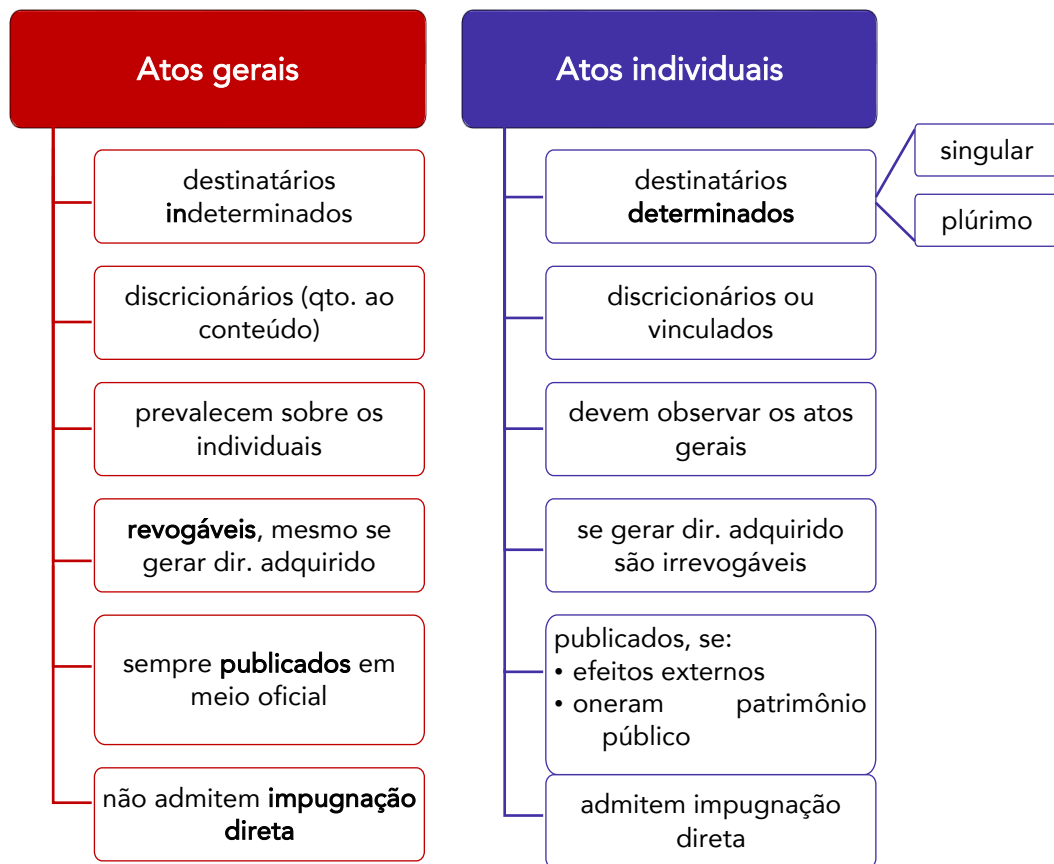 Atos gerais
destinatários
indeterminados
discricionários (qto. ao
conteúdo)
prevalecem sobre os
individuais
revogáveis, mesmo se
gerar dir. adquirido
sempre publicados em
meio oficial
não admitem impugnação
direta
Atos individuais
destinatários
determinados
singular
plúrimo
discricionários ou
vinculados
devem observar os atos
gerais
se gerar dir. adquirido
são irrevogáveis
publicados, se:
• efeitos externos
• oneram patrimônio
público
admitem impugnação
direta